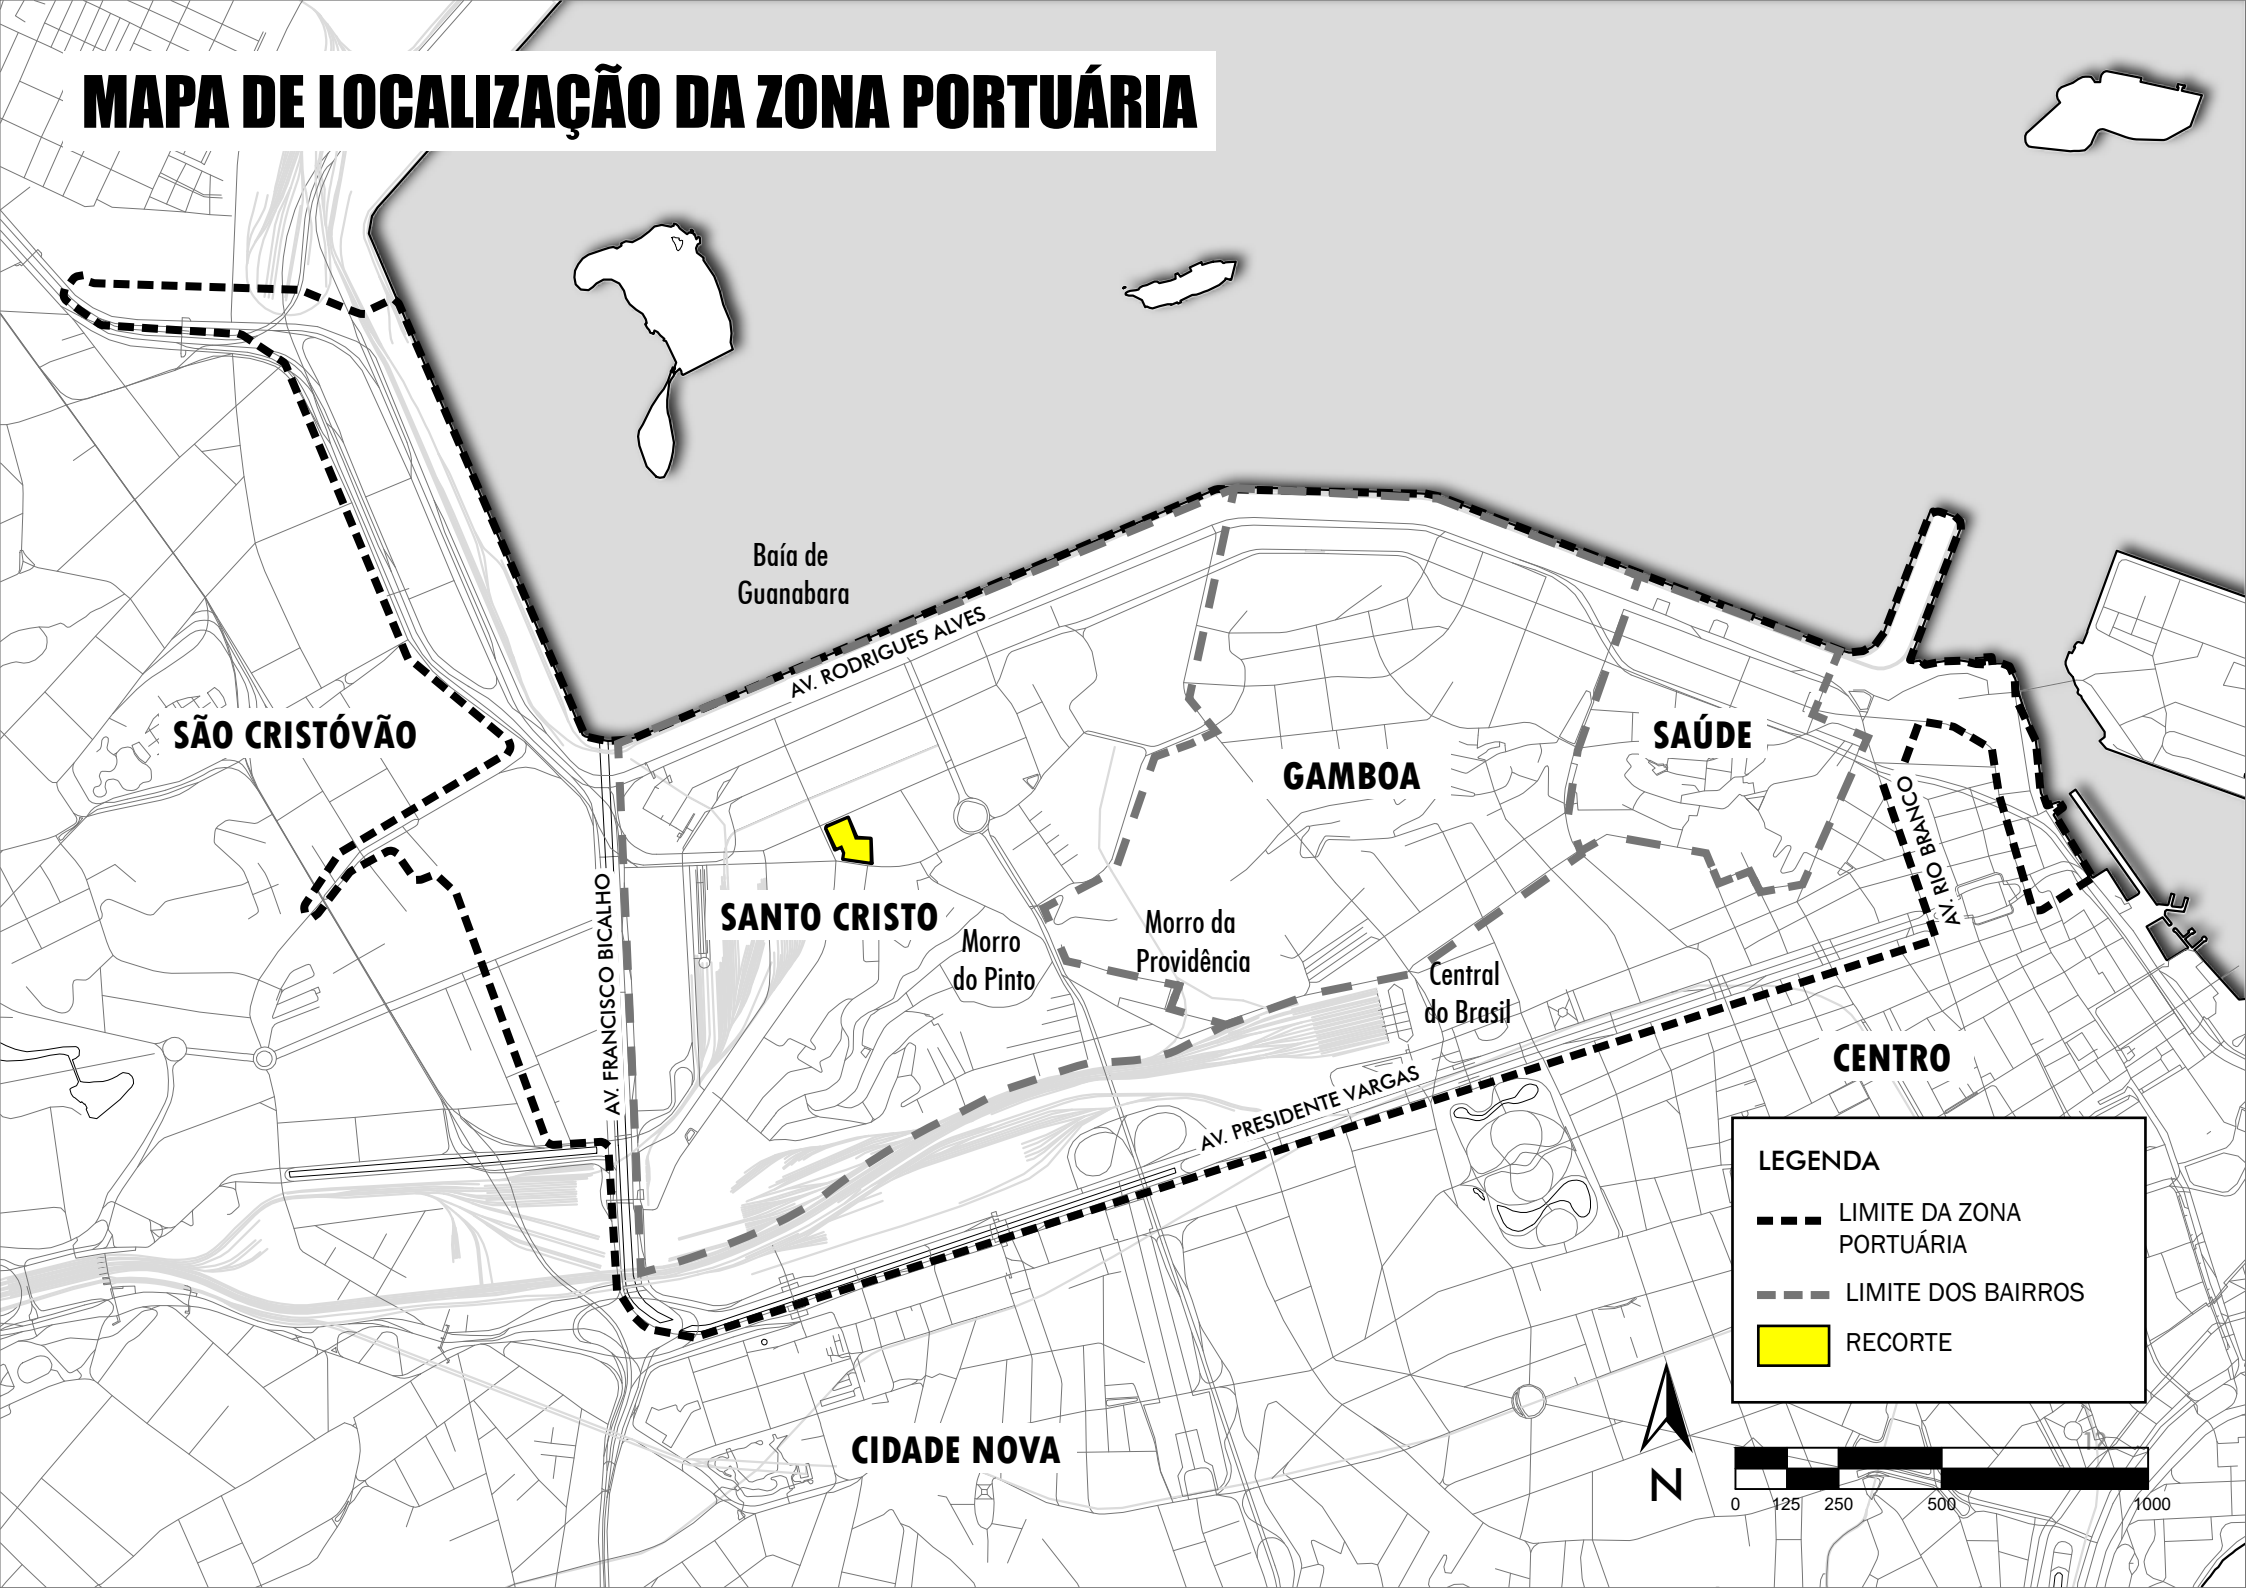 MAPA DE LOCALIZAÇÃO DA ZONA PORTUÁRIA
Baía de
Guanabara
AV. RODRIGUES ALVES
SÃO CRISTÓVÃO
SAÚDE
GAMBOA
AV. RIO BRANCO
AV. FRANCISCO BICALHO
SANTO CRISTO
Morro
do Pinto
Morro da
Providência
Central
do Brasil
AV. PRESIDENTE VARGAS
CENTRO
CIDADE NOVA
LEGENDA
LIMITE DA ZONA
PORTUÁRIA
LIMITE DOS BAIRROS
RECORTE
12
N
0 125 250 500 1000